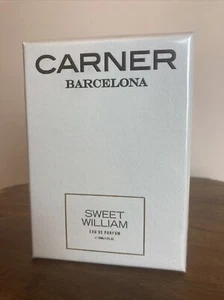 CARNER
BARCELONA
SWEET
WILLIAM
EAU DE PARFUM